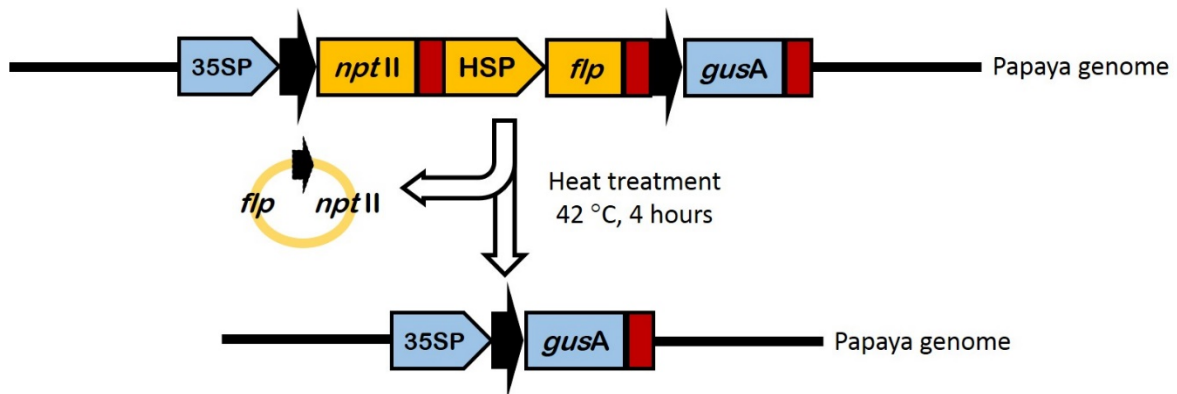 35SP nptII HSP flp gusA Papaya genome
flp nptII
Heat treatment
42 °C, 4 hours
35SP gusA Papaya genome